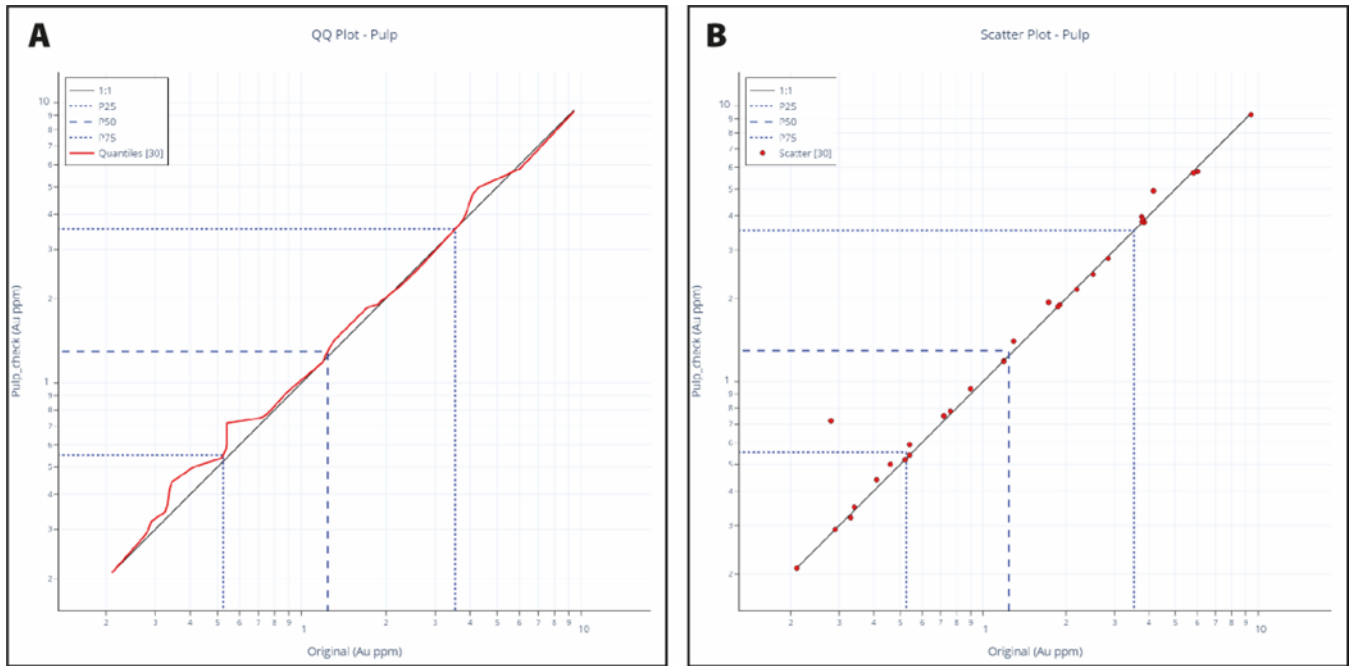 A
QQ Plot - Pulp
1:1
P25
P50
P75
Quantiles [30]
10
9
8
7
6
5
4
3
2
1
9
8
7
6
5
4
3
2
Pulp_check (Au ppm)
2 3 4 5 6 7 8 9 1 2 3 4 5 6 7 8 9 10
Original (Au ppm)
B
Scatter Plot - Pulp
1:1
P25
P50
P75
Scatter [30]
10
9
8
7
6
5
4
3
2
1
9
8
7
6
5
4
3
2
Pulp_check (Au ppm)
2 3 4 5 6 7 8 9 1 2 3 4 5 6 7 8 9 10
Original (Au ppm)